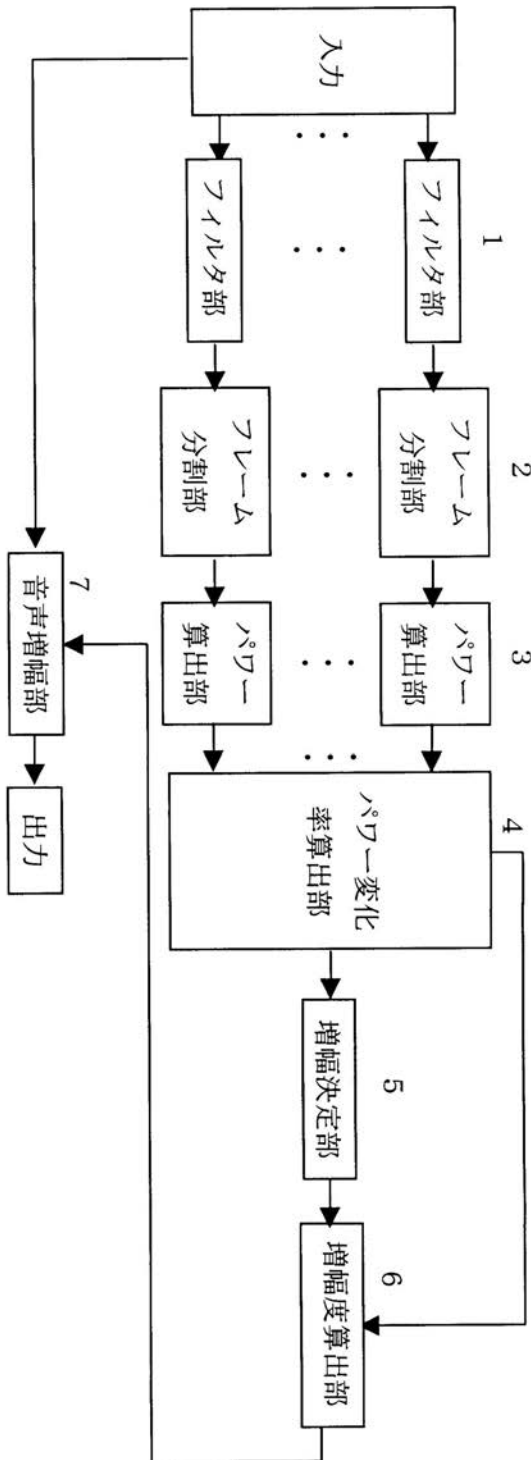 入力
・・・
フィルタ部
・・・
フィルタ部
1
フレーム
分割部
・・・
フレーム
分割部
2
パワー
算出部
・・・
パワー
算出部
3
・・・
パワー変化
率算出部
4
増幅決定部
5
増幅度算出部
6
音声増幅部
7
出力